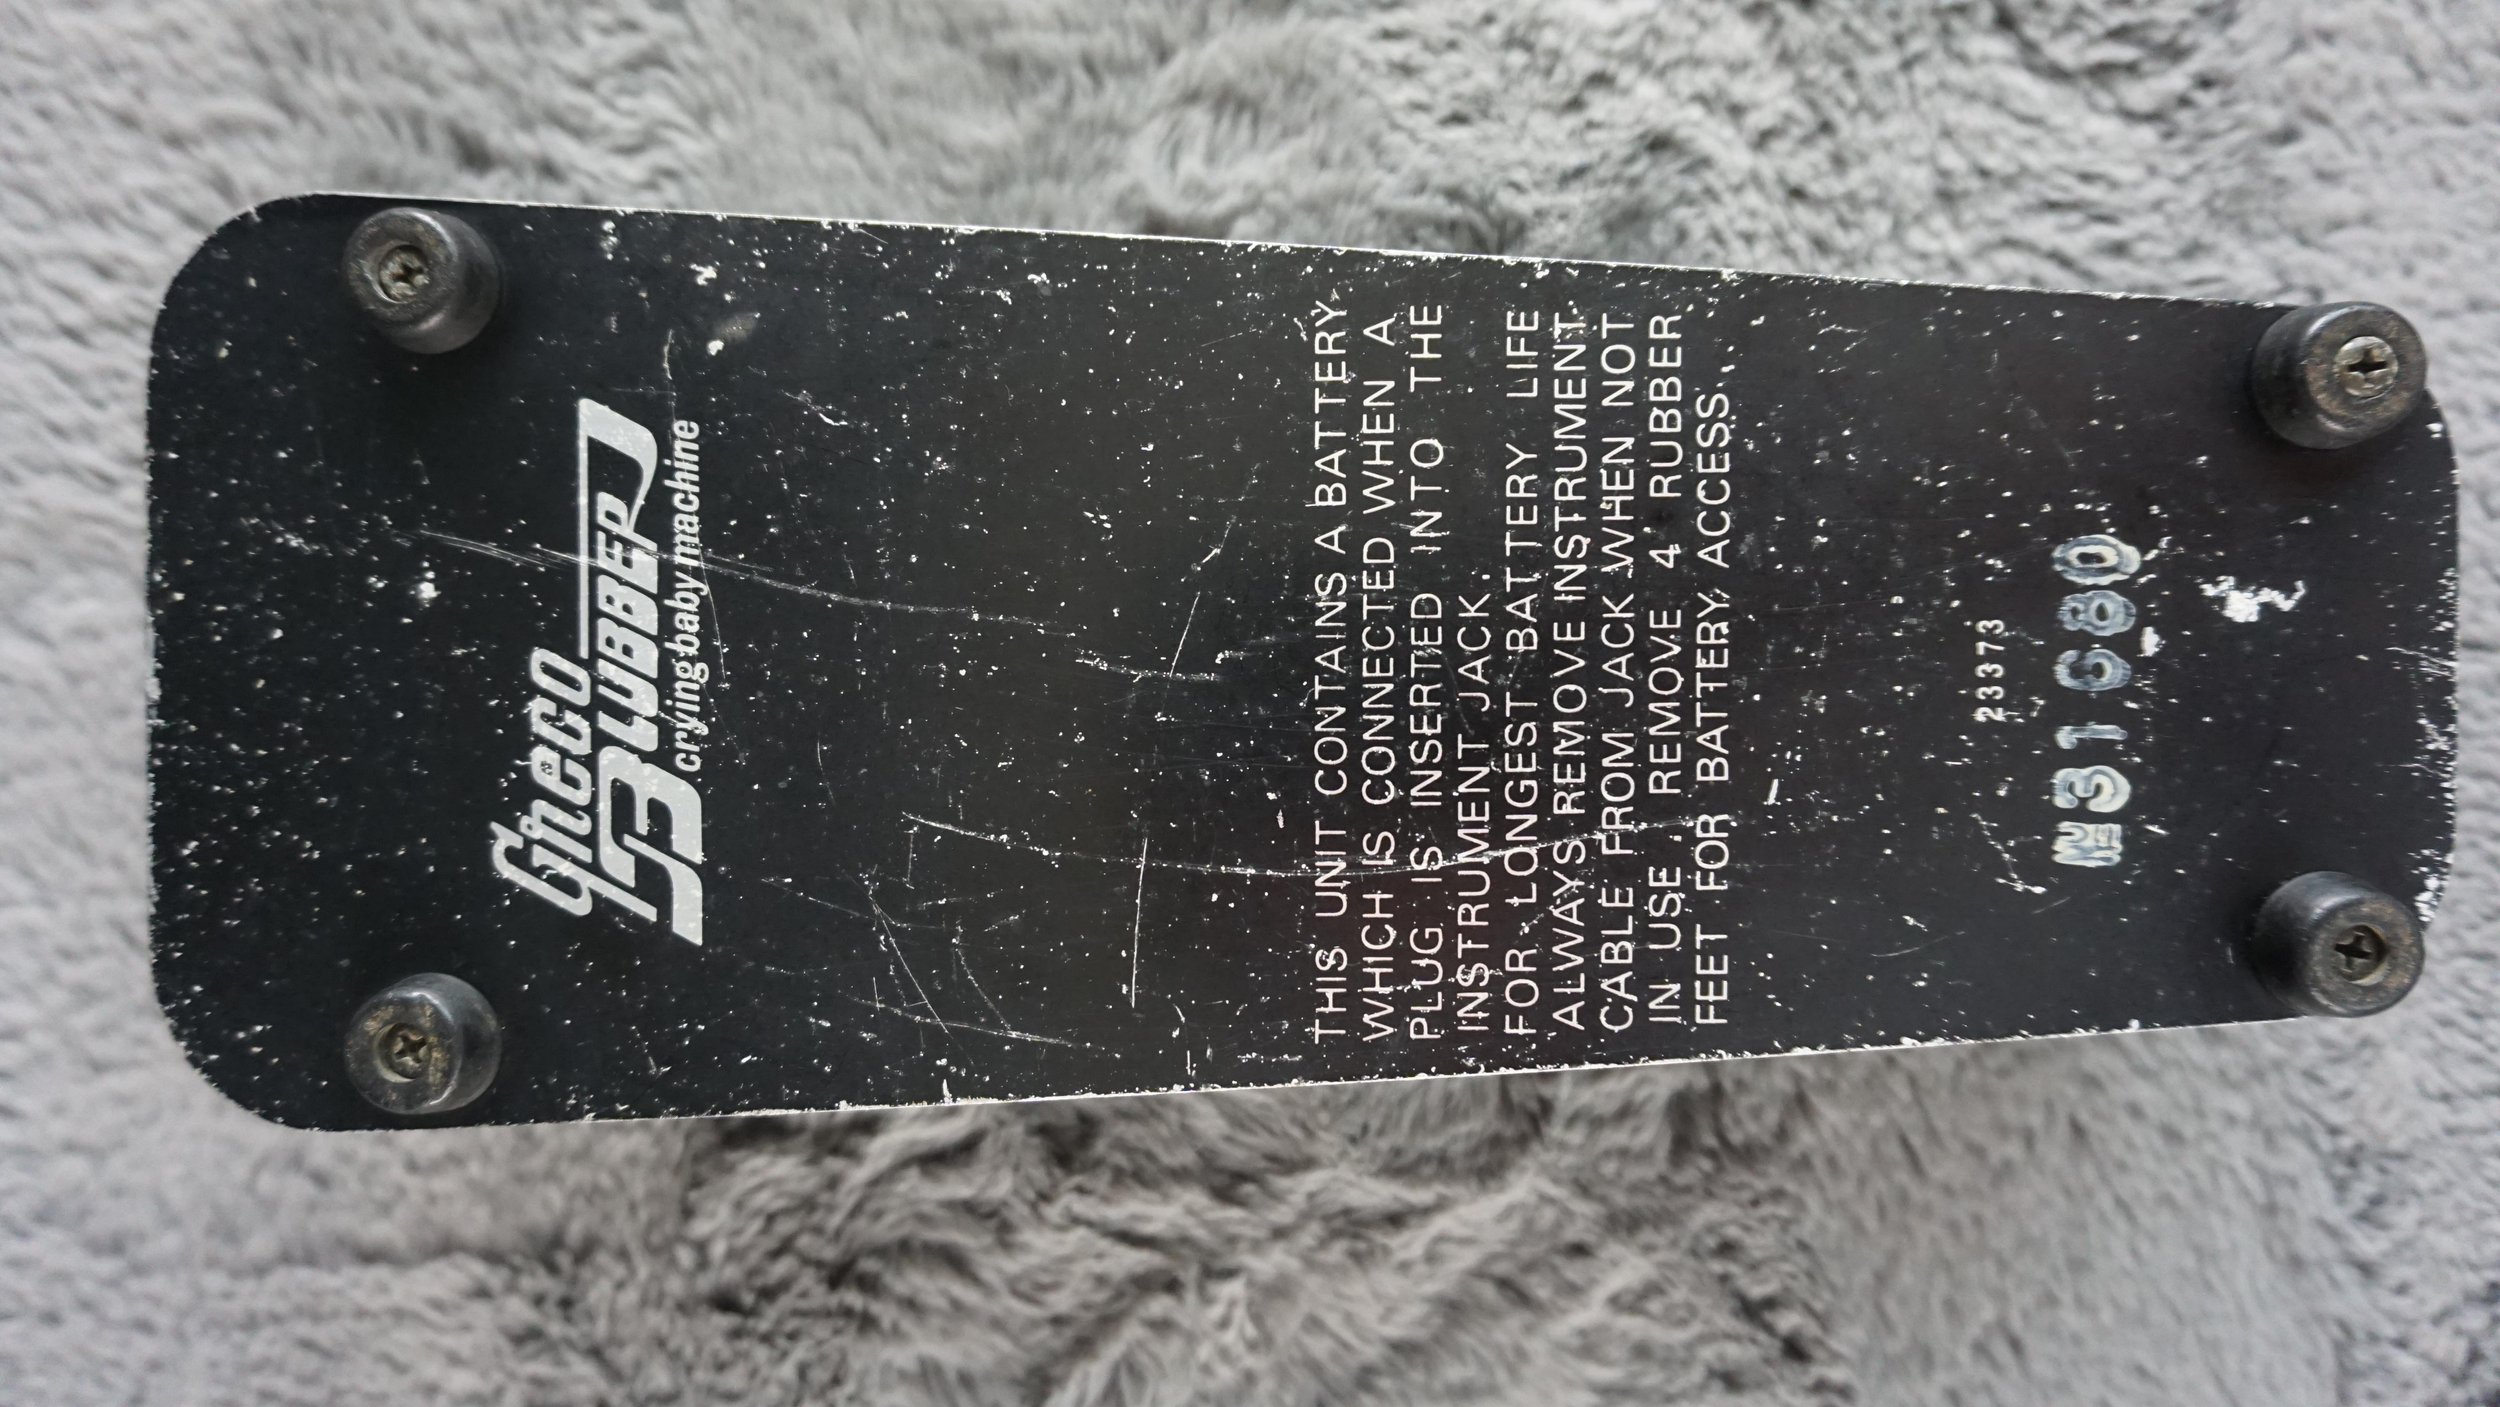 Greco
BLUBBER
crying baby machine
THIS UNIT CONTAINS A BATTERY
WHICH IS CONNECTED WHEN A
PLUG IS INSERTED INTO THE
INSTRUMENT JACK.
FOR LONGEST BATTERY LIFE
ALWAYS REMOVE INSTRUMENT
CABLE FROM JACK WHEN NOT
IN USE, REMOVE 4 RUBBER
FEET FOR BATTERY ACCESS.
23373
№31680